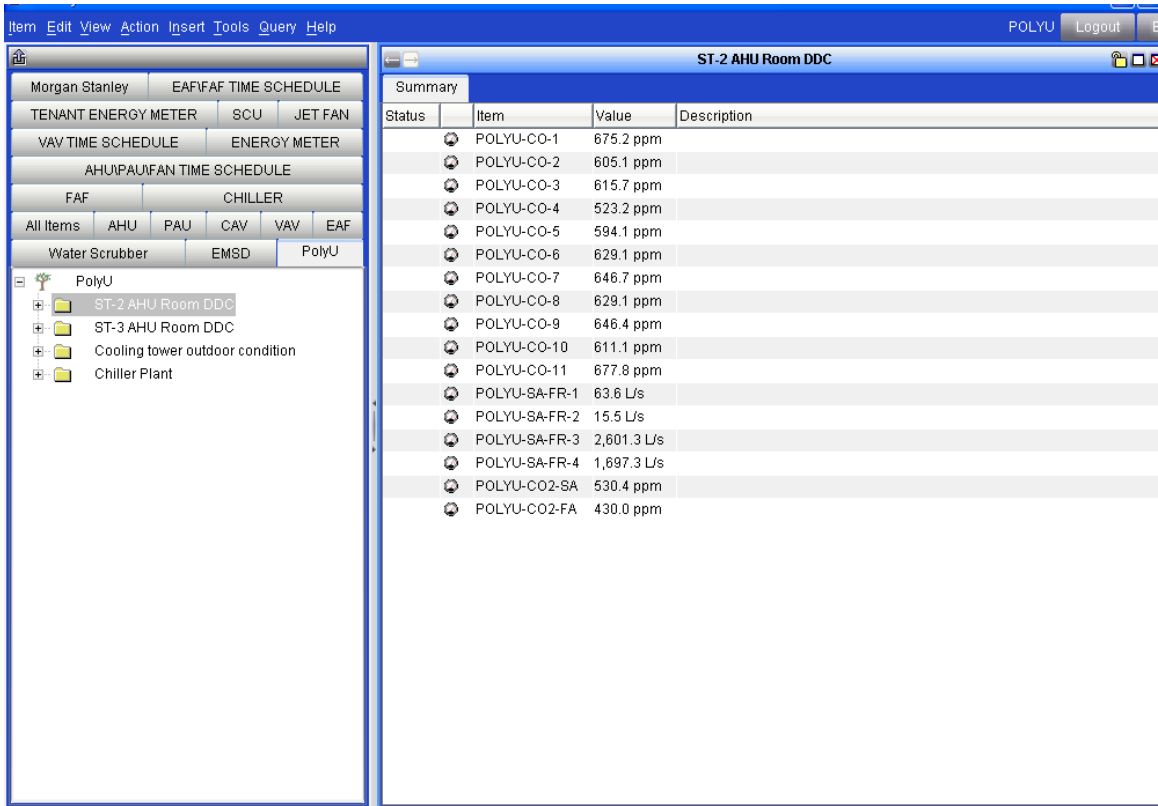 Item Edit View Action Insert Tools Query Help
POLYU Logout
ST-2 AHU Room DDC
Morgan Stanley EAF\FAF TIME SCHEDULE
TENANT ENERGY METER SCU JET FAN
VAV TIME SCHEDULE ENERGY METER
AHU\PAU\FAN TIME SCHEDULE
FAF CHILLER
All Items AHU PAU CAV VAV EAF
Water Scrubber EMSD PolyU
PolyU
ST-2 AHU Room DDC
ST-3 AHU Room DDC
Cooling tower outdoor condition
Chiller Plant
Summary
Status Item Value Description
POLYU-CO-1 675.2 ppm
POLYU-CO-2 605.1 ppm
POLYU-CO-3 615.7 ppm
POLYU-CO-4 523.2 ppm
POLYU-CO-5 594.1 ppm
POLYU-CO-6 629.1 ppm
POLYU-CO-7 646.7 ppm
POLYU-CO-8 629.1 ppm
POLYU-CO-9 646.4 ppm
POLYU-CO-10 611.1 ppm
POLYU-CO-11 677.8 ppm
POLYU-SA-FR-1 63.6 L/s
POLYU-SA-FR-2 15.5 L/s
POLYU-SA-FR-3 2,601.3 L/s
POLYU-SA-FR-4 1,697.3 L/s
POLYU-CO2-SA 530.4 ppm
POLYU-CO2-FA 430.0 ppm